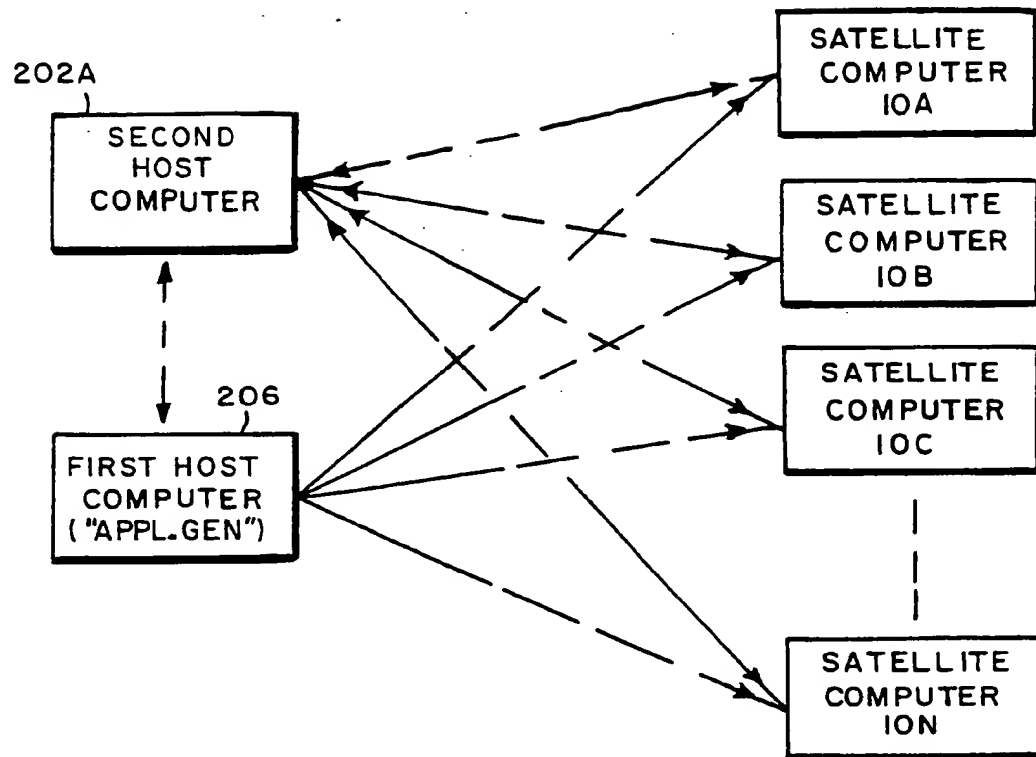 202A
SECOND
HOST
COMPUTER
206
FIRST HOST
COMPUTER
("APPL.GEN")
SATELLITE
COMPUTER
10A
SATELLITE
COMPUTER
10B
SATELLITE
COMPUTER
10C
SATELLITE
COMPUTER
10N